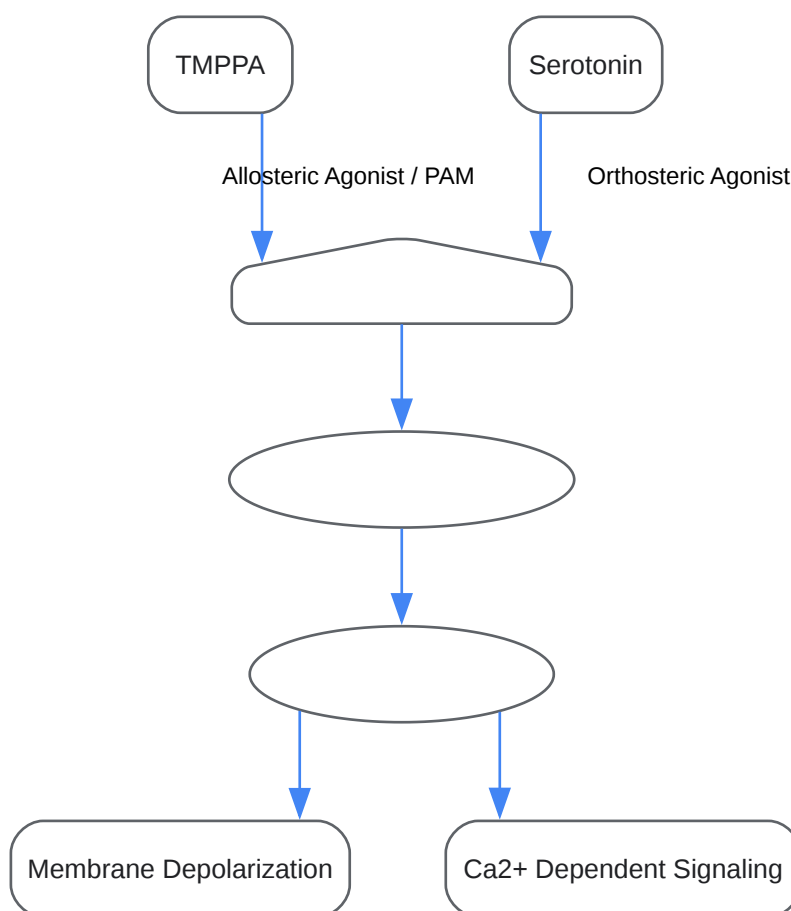 TMPPA
Serotonin
Allosteric Agonist / PAM
Orthosteric Agonist
Membrane Depolarization
Ca2+ Dependent Signaling